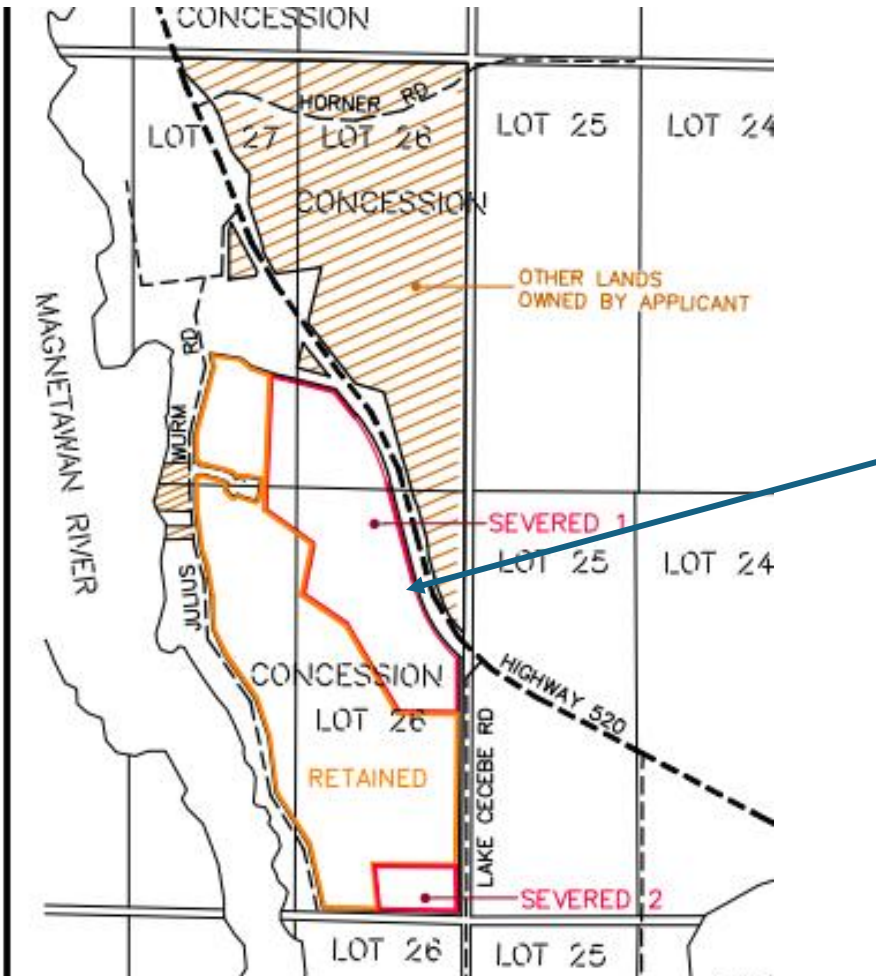 CONCESSION
HORNER RD
LOT 27
LOT 26
LOT 25
LOT 24
CONCESSION
OTHER LANDS
OWNED BY APPLICANT
MAGNETAWAN RIVER
JULIUS WURM RD
SEVERED 1
LOT 25
LOT 24
CONCESSION
LOT 26
HIGHWAY 520
RETAINED
LAKE CECEBE RD
SEVERED 2
LOT 26
LOT 25